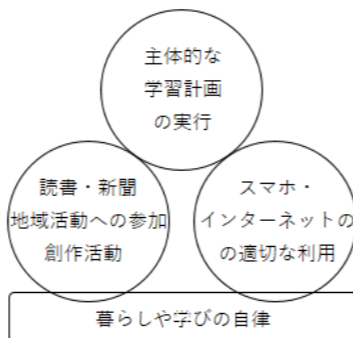 主体的な
学習計画
の実行
読書・新聞
地域活動への参加
創作活動
スマホ・
インターネットの
の適切な利用
暮らしや学びの自律